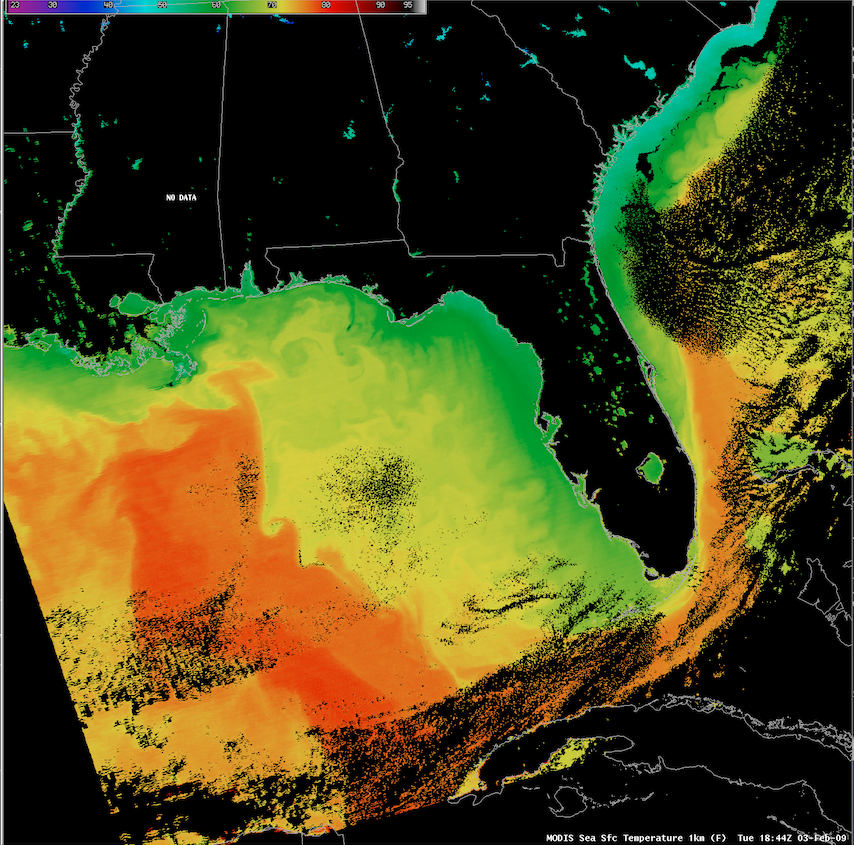 23 30 40 50 60 70 80 90 95
NO DATA
MODIS Sea Sfc Temperature 1km (F) Tue 18:44Z 03-Feb-09